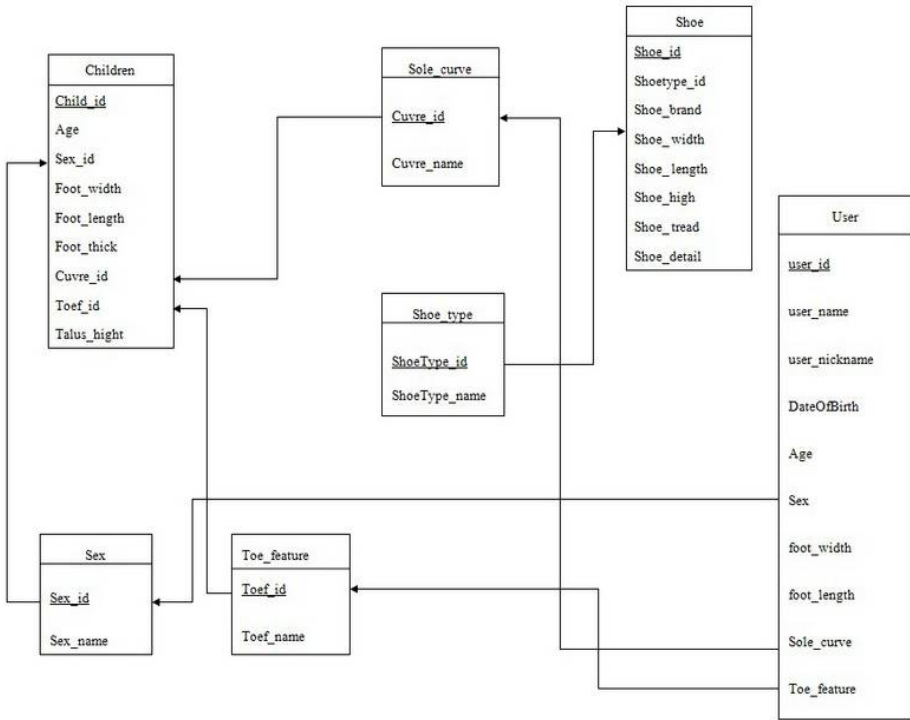 Children
Child_id
Age
Sex_id
Foot_width
Foot_length
Foot_thick
Cuvre_id
Toef_id
Talus_hight
Sole_curve
Cuvre_id
Cuvre_name
Shoe
Shoe_id
Shoetype_id
Shoe_brand
Shoe_width
Shoe_length
Shoe_high
Shoe_tread
Shoe_detail
Shoe_type
ShoeType_id
ShoeType_name
User
user_id
user_name
user_nickname
DateOfBirth
Age
Sex
foot_width
foot_length
Sole_curve
Toe_feature
Sex
Sex_id
Sex_name
Toe_feature
Toef_id
Toef_name